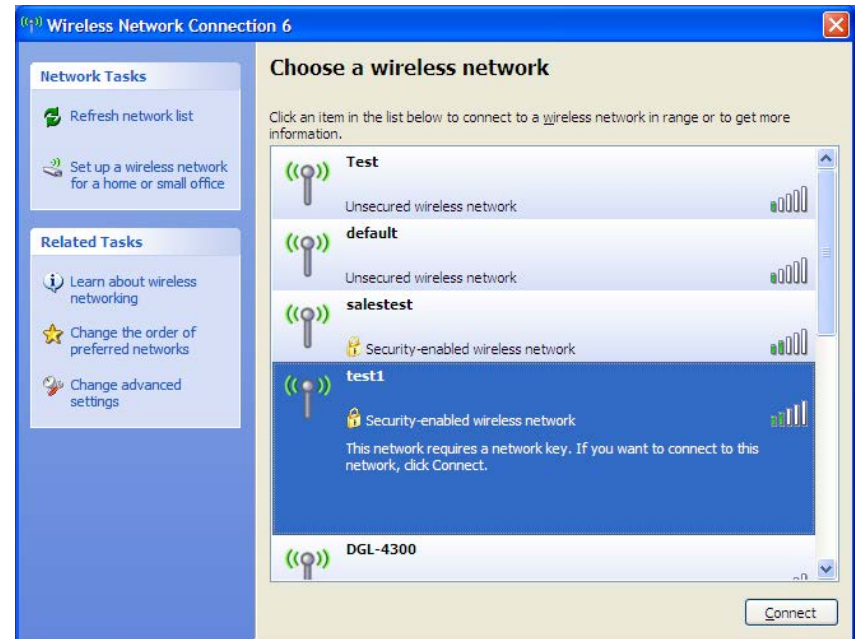 Wireless Network Connection 6
Network Tasks
Refresh network list
Set up a wireless network
for a home or small office
Related Tasks
Learn about wireless
networking
Change the order of
preferred networks
Change advanced
settings
Choose a wireless network
Click an item in the list below to connect to a wireless network in range or to get more
information.
Test
Unsecured wireless network
default
Unsecured wireless network
salestest
Security-enabled wireless network
test1
Security-enabled wireless network
This network requires a network key. If you want to connect to this
network, click Connect.
DGL-4300
Connect